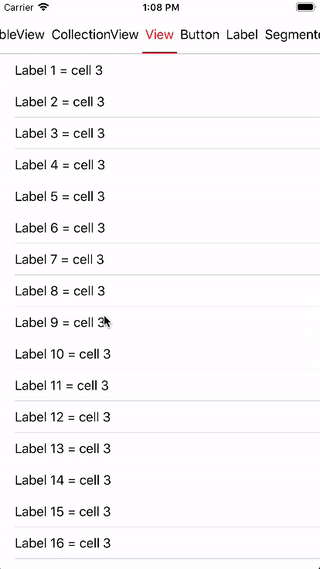 Carrier 1:08 PM
bleView CollectionView View Button Label Segmente
Label 1 = cell 3
Label 2 = cell 3
Label 3 = cell 3
Label 4 = cell 3
Label 5 = cell 3
Label 6 = cell 3
Label 7 = cell 3
Label 8 = cell 3
Label 9 = cell 3
Label 10 = cell 3
Label 11 = cell 3
Label 12 = cell 3
Label 13 = cell 3
Label 14 = cell 3
Label 15 = cell 3
Label 16 = cell 3